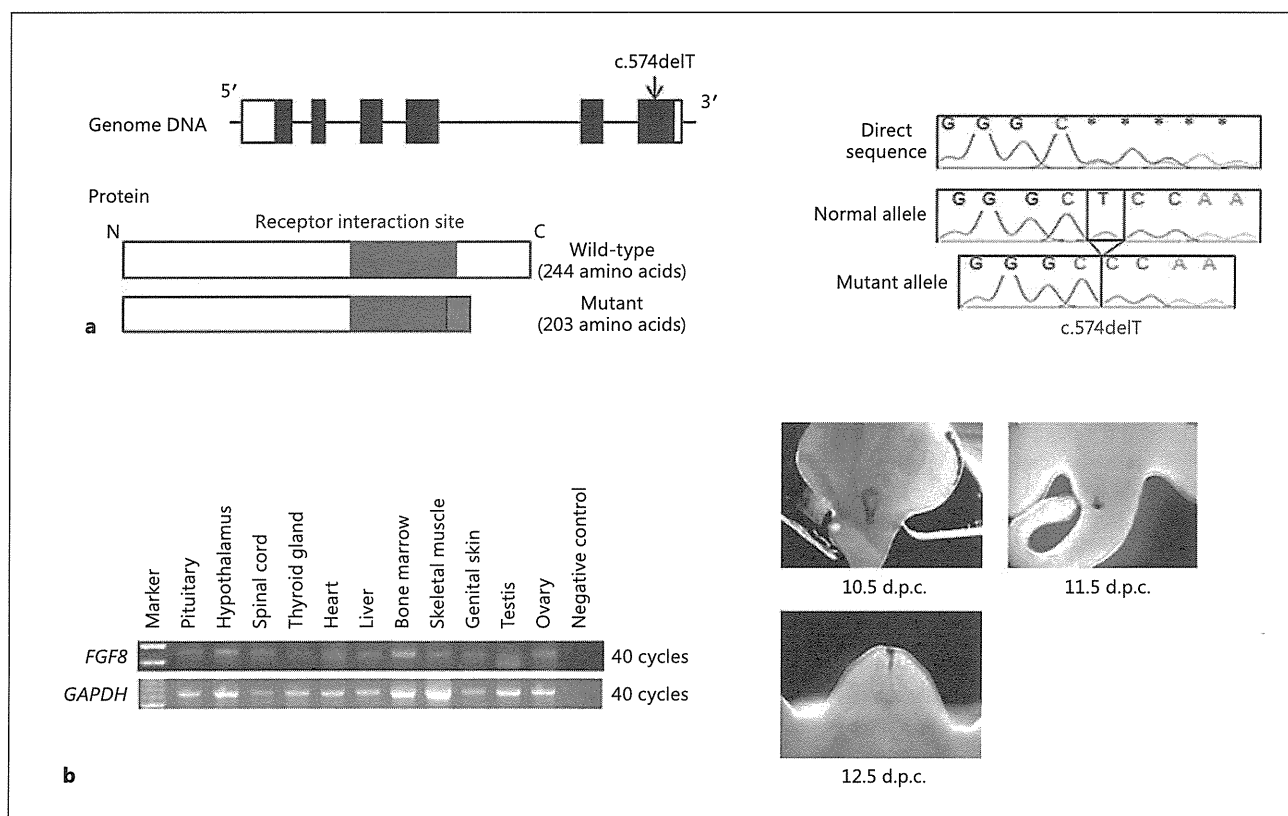 c.574delT
5′
3′
Genome DNA
Protein
Receptor interaction site
N
C
Wild-type
(244 amino acids)
Mutant
(203 amino acids)
a
Direct
sequence
G G G C * * * * *
Normal allele
G G G C T C C A A
Mutant allele
G G G C C C A A
c.574delT
Marker
Pituitary
Hypothalamus
Spinal cord
Thyroid gland
Heart
Liver
Bone marrow
Skeletal muscle
Genital skin
Testis
Ovary
Negative control
FGF8
40 cycles
GAPDH
40 cycles
b
10.5 d.p.c.
11.5 d.p.c.
12.5 d.p.c.